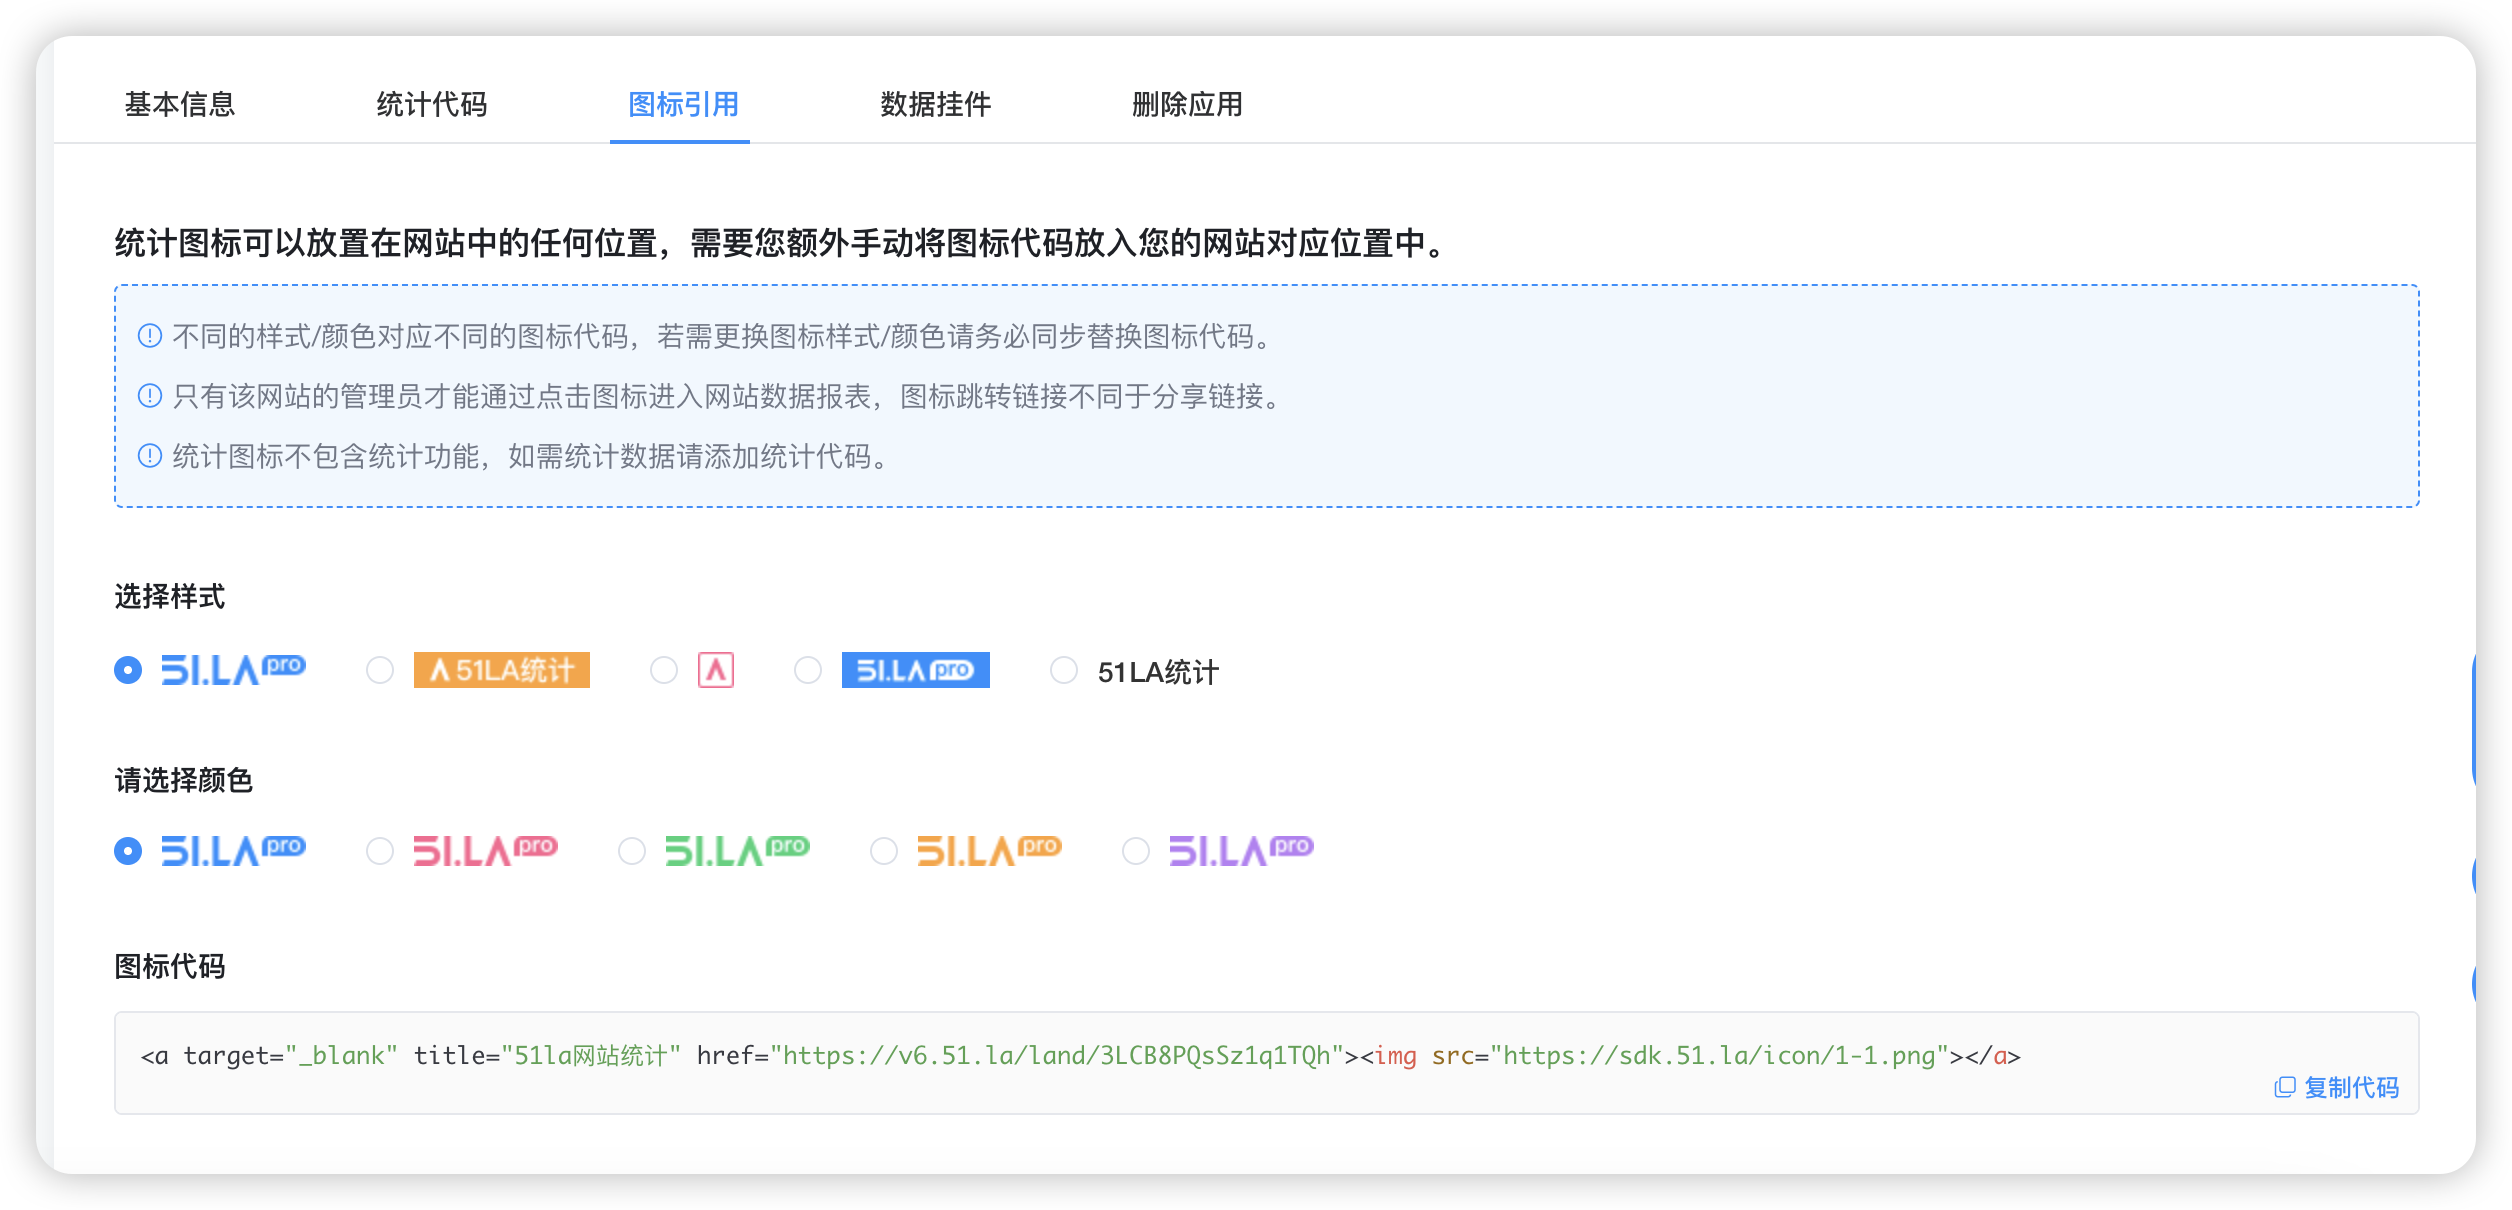 基本信息 统计代码 图标引用 数据挂件 删除应用
统计图标可以放置在网站中的任何位置，需要您额外手动将图标代码放入您的网站对应位置中。
不同的样式/颜色对应不同的图标代码，若需更换图标样式/颜色请务必同步替换图标代码。
只有该网站的管理员才能通过点击图标进入网站数据报表，图标跳转链接不同于分享链接。
统计图标不包含统计功能，如需统计数据请添加统计代码。
选择样式
51.LA pro 51LA统计 51.LA pro 51LA统计
请选择颜色
51.LA pro 51.LA pro 51.LA pro 51.LA pro 51.LA pro
图标代码
<a target="_blank" title="51la网站统计" href="https://v6.51.la/land/3LCB8PQsSz1q1TQh"><img src="https://sdk.51.la/icon/1-1.png"></a>
复制代码